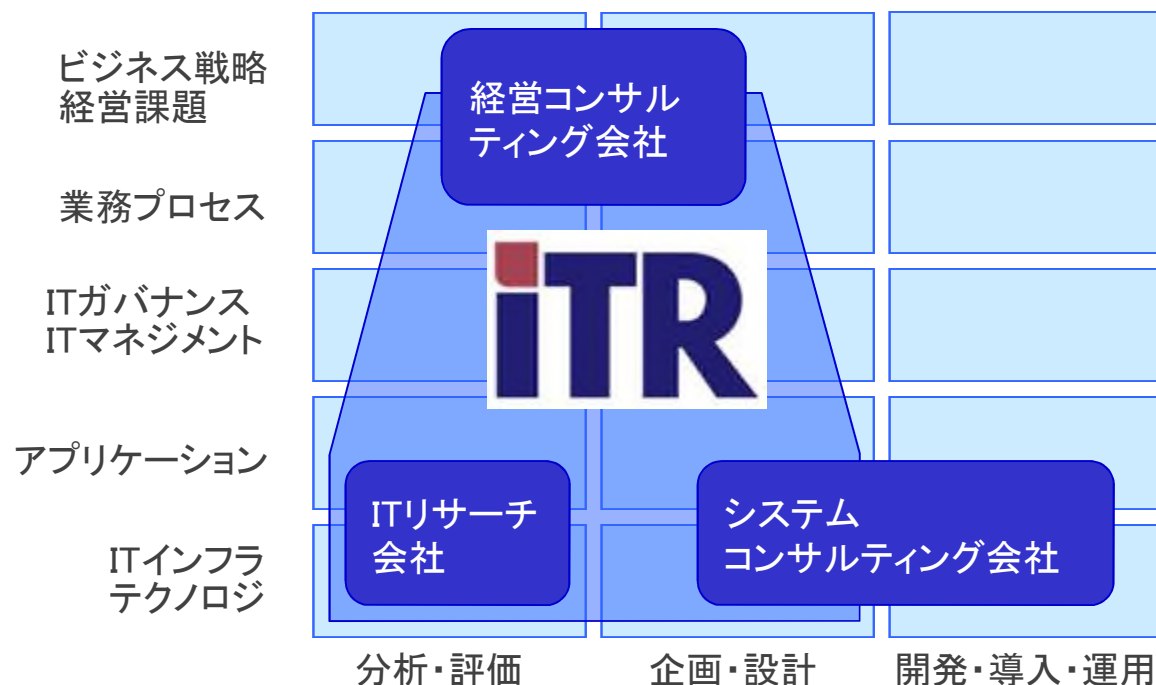 ビジネス戦略
経営課題
経営コンサル
ティング会社
業務プロセス
iTR
ITガバナンス
ITマネジメント
アプリケーション
ITリサーチ
会社
システム
コンサルティング会社
ITインフラ
テクノロジ
分析・評価
企画・設計
開発・導入・運用